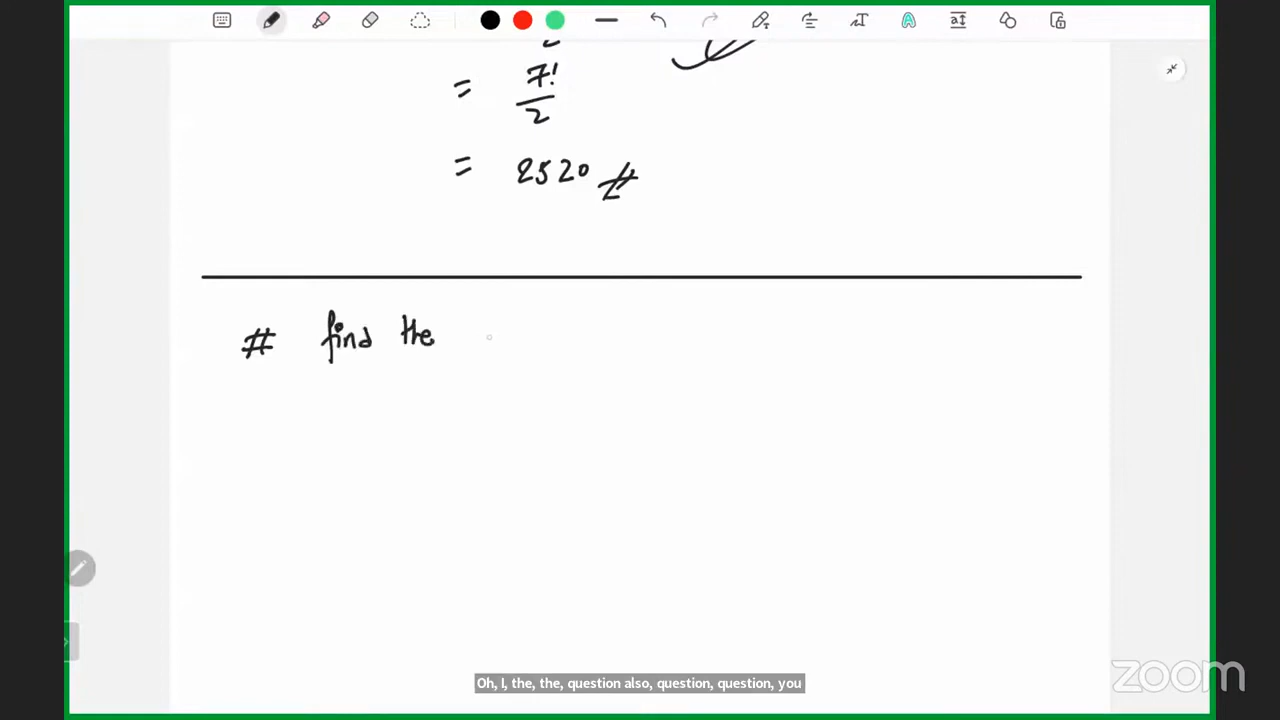 = 7!
2
= 2520
# find the
Oh, I, the, the, question also, question, question, you
zoom